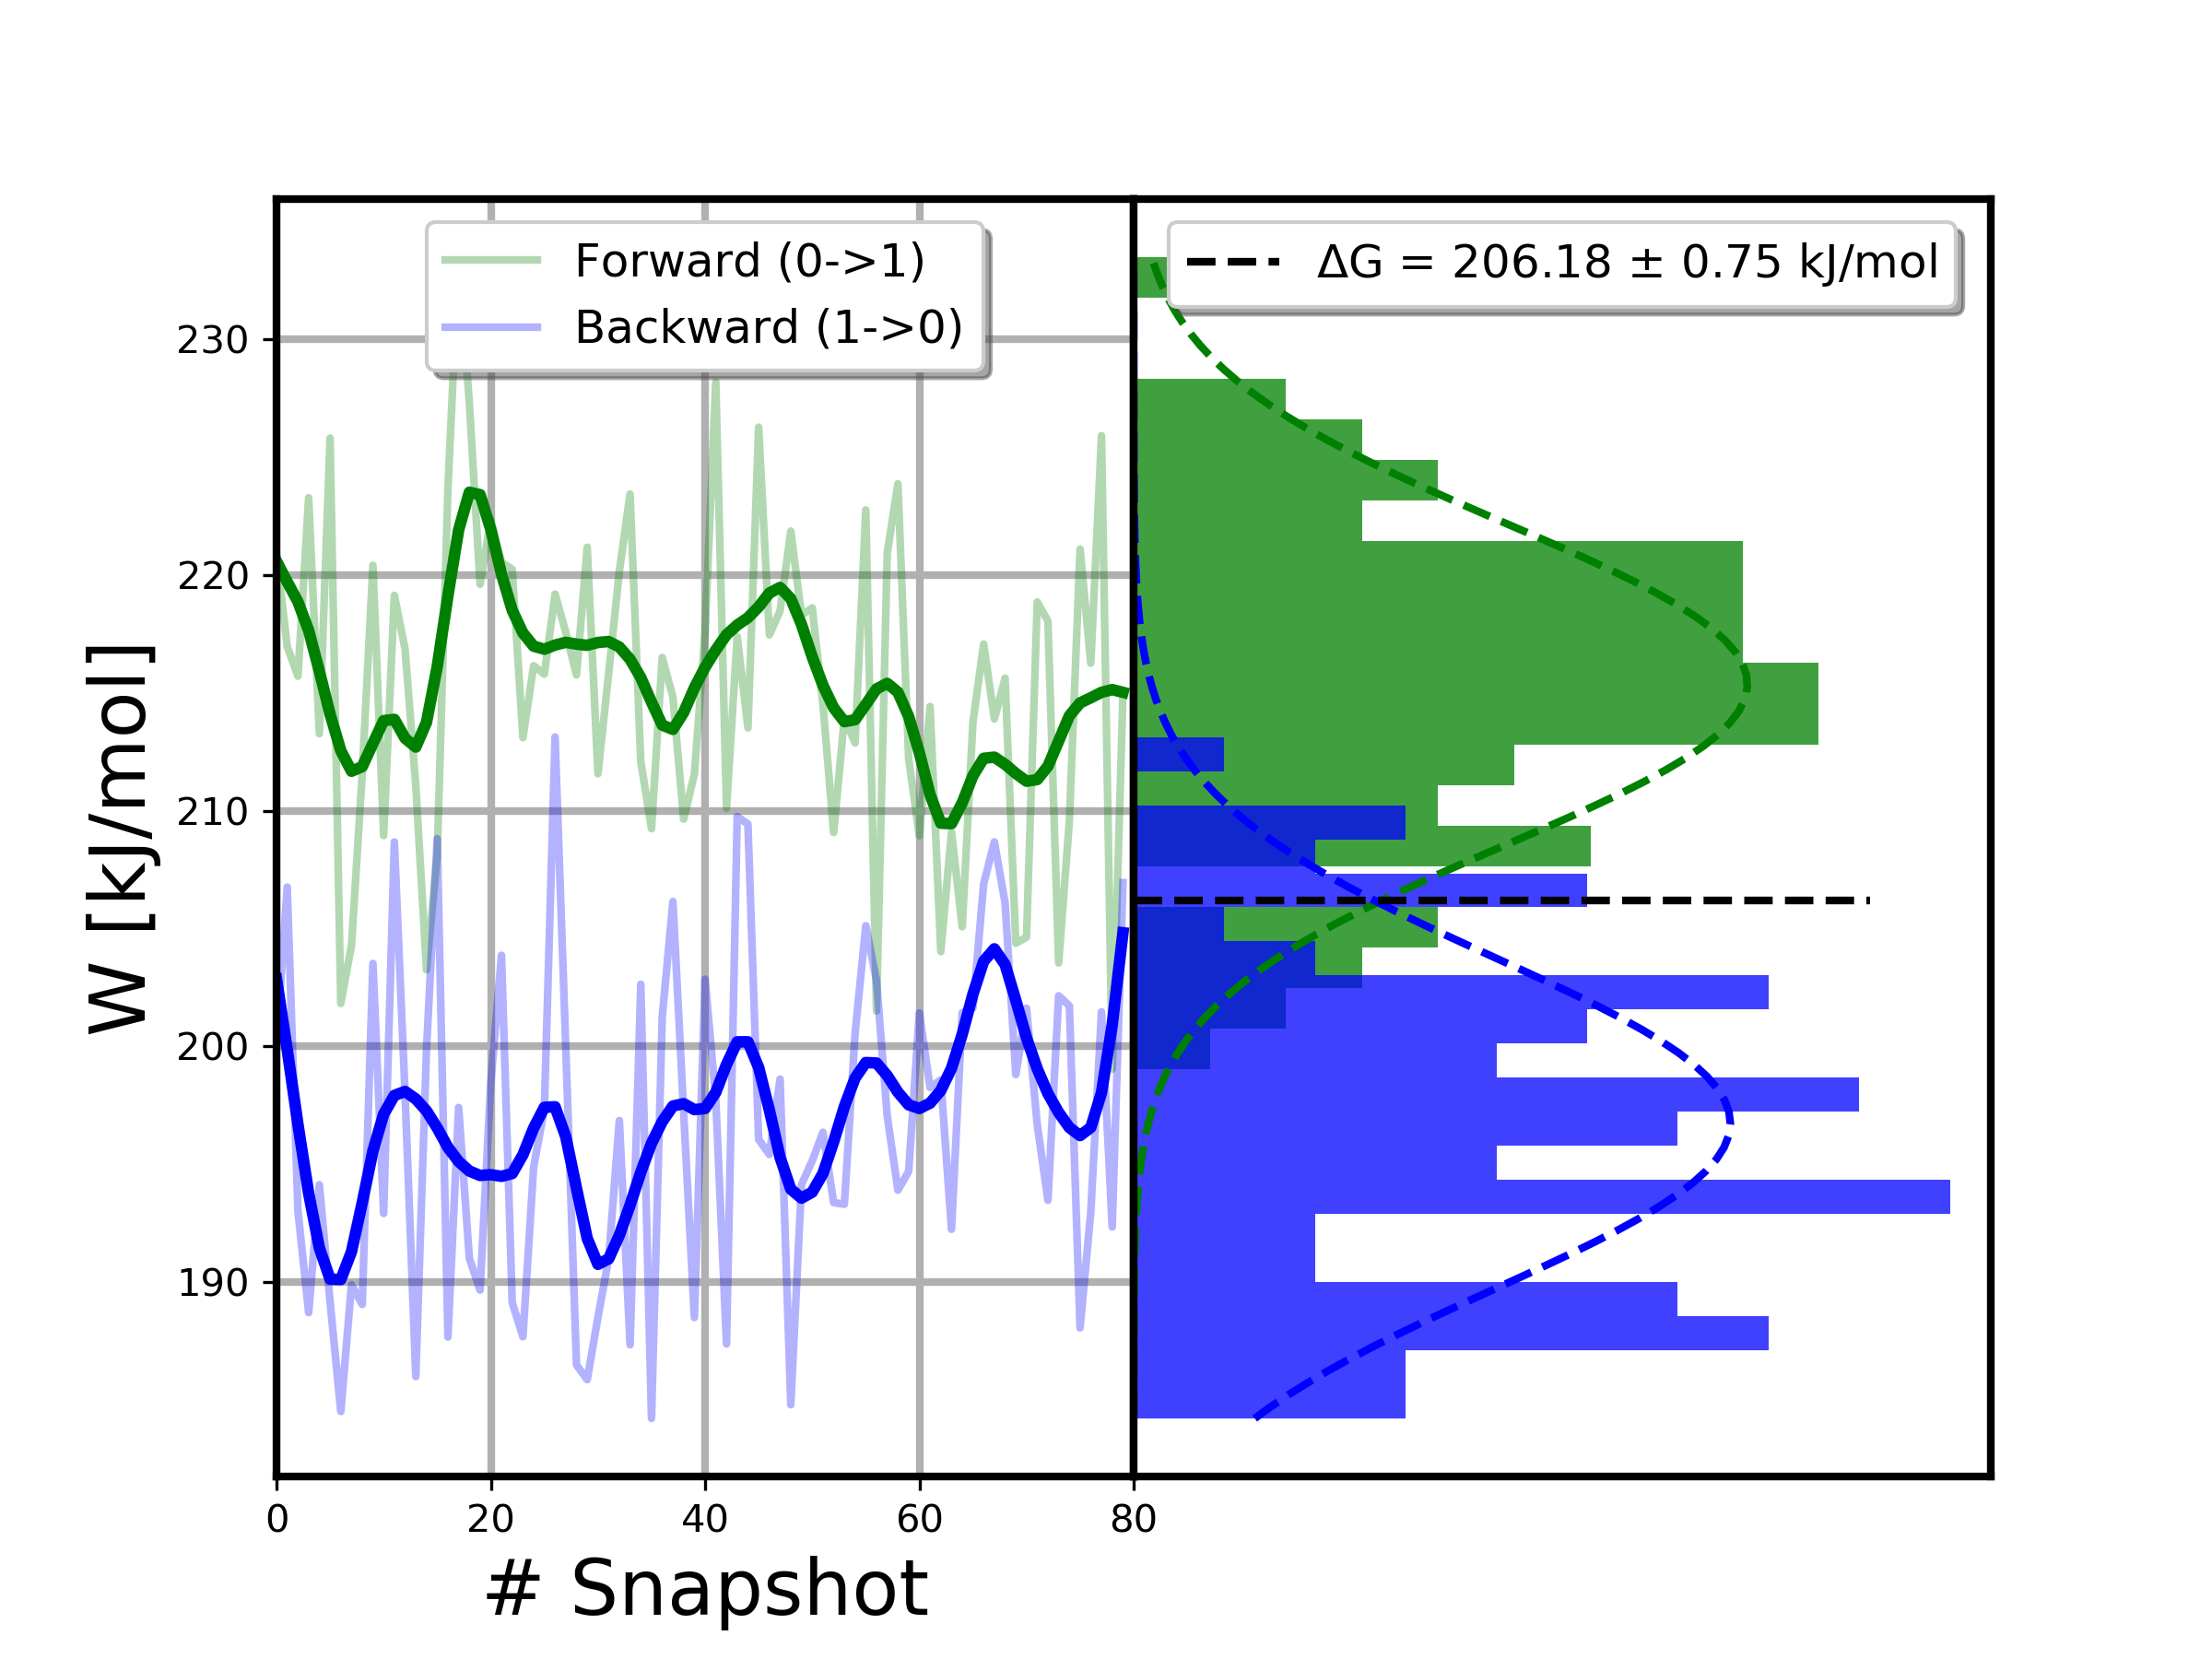 Forward (0->1)
Backward (1->0)
ΔG = 206.18 ± 0.75 kJ/mol
230
220
210
200
190
W [kJ/mol]
0
20
40
60
80
# Snapshot